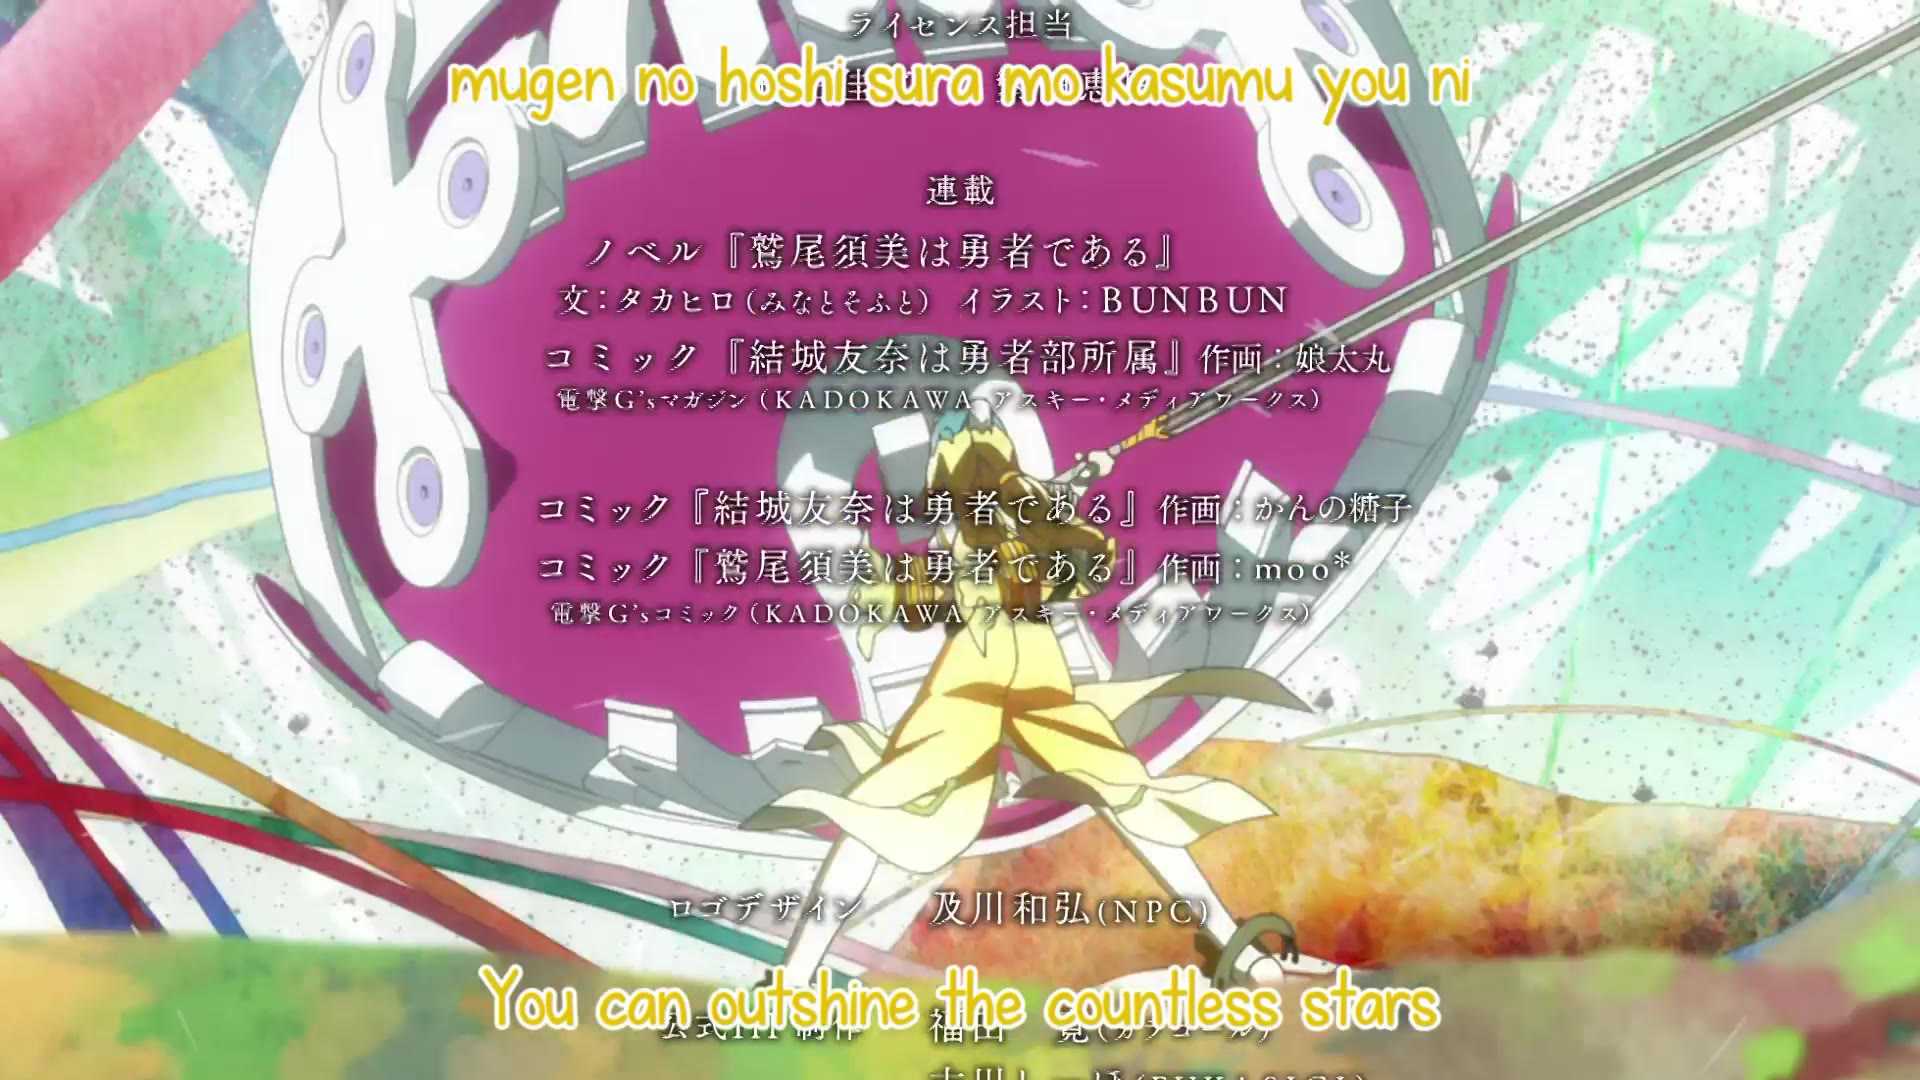 ライセンス担当
mugen no hoshi sura mo kasumu you ni
連載
ノベル『鷲尾須美は勇者である』
文：タカヒロ（みなとそふと）　イラスト：BUNBUN
コミック『結城友奈は勇者部所属』作画：娘太丸
電撃G'sマガジン（KADOKAWA アスキー・メディアワークス）
コミック『結城友奈は勇者である』作画：かんの糖子
コミック『鷲尾須美は勇者である』作画：moo*
電撃G'sコミック（KADOKAWA アスキー・メディアワークス）
ロゴデザイン　及川和弘(NPC)
You can outshine the countless stars